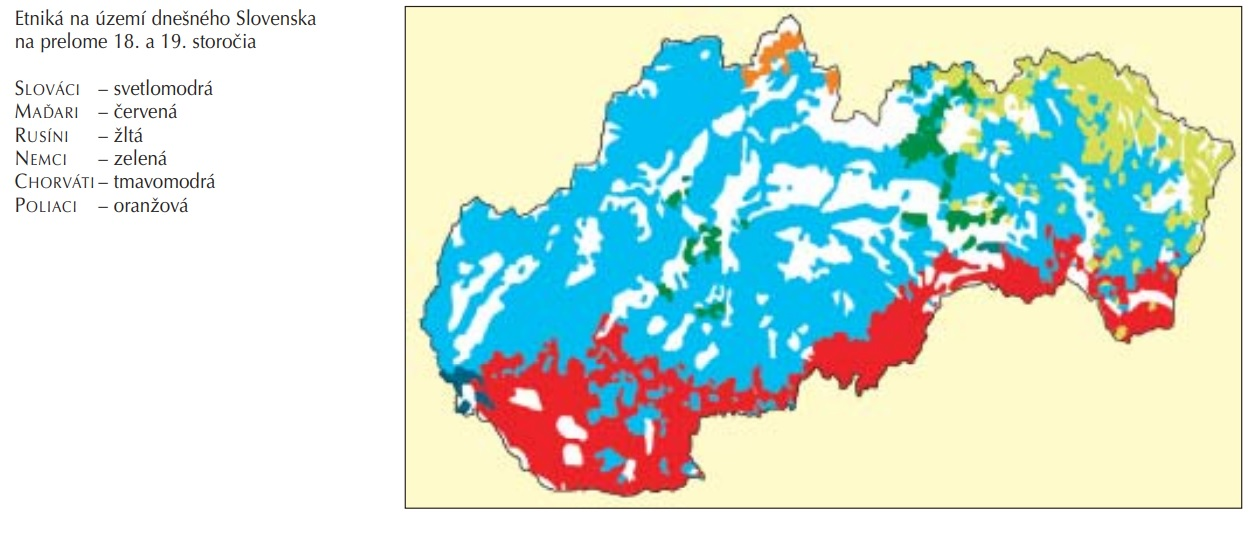 Etniká na území dnešného Slovenska
na prelome 18. a 19. storočia
SLOVÁCI – svetlomodrá
MAĎARI – červená
RUSÍNI – žltá
NEMCI – zelená
CHORVÁTI – tmavomodrá
POLIACI – oranžová